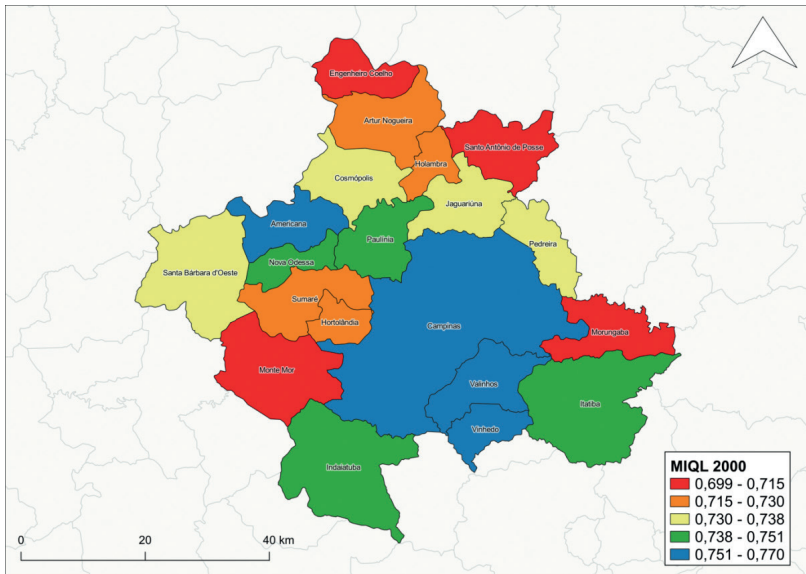 Engenheiro Coelho
Artur Nogueira
Santo Antônio de Posse
Holambra
Cosmópolis
Jaguariúna
Americana
Paulínia
Pedreira
Nova Odessa
Santa Bárbara d'Oeste
Sumaré
Hortolândia
Campinas
Morungaba
Monte Mor
Valinhos
Itatiba
Vinhedo
Indaiatuba
MIQL 2000
0,699 - 0,715
0,715 - 0,730
0,730 - 0,738
0,738 - 0,751
0,751 - 0,770
0 20 40 km